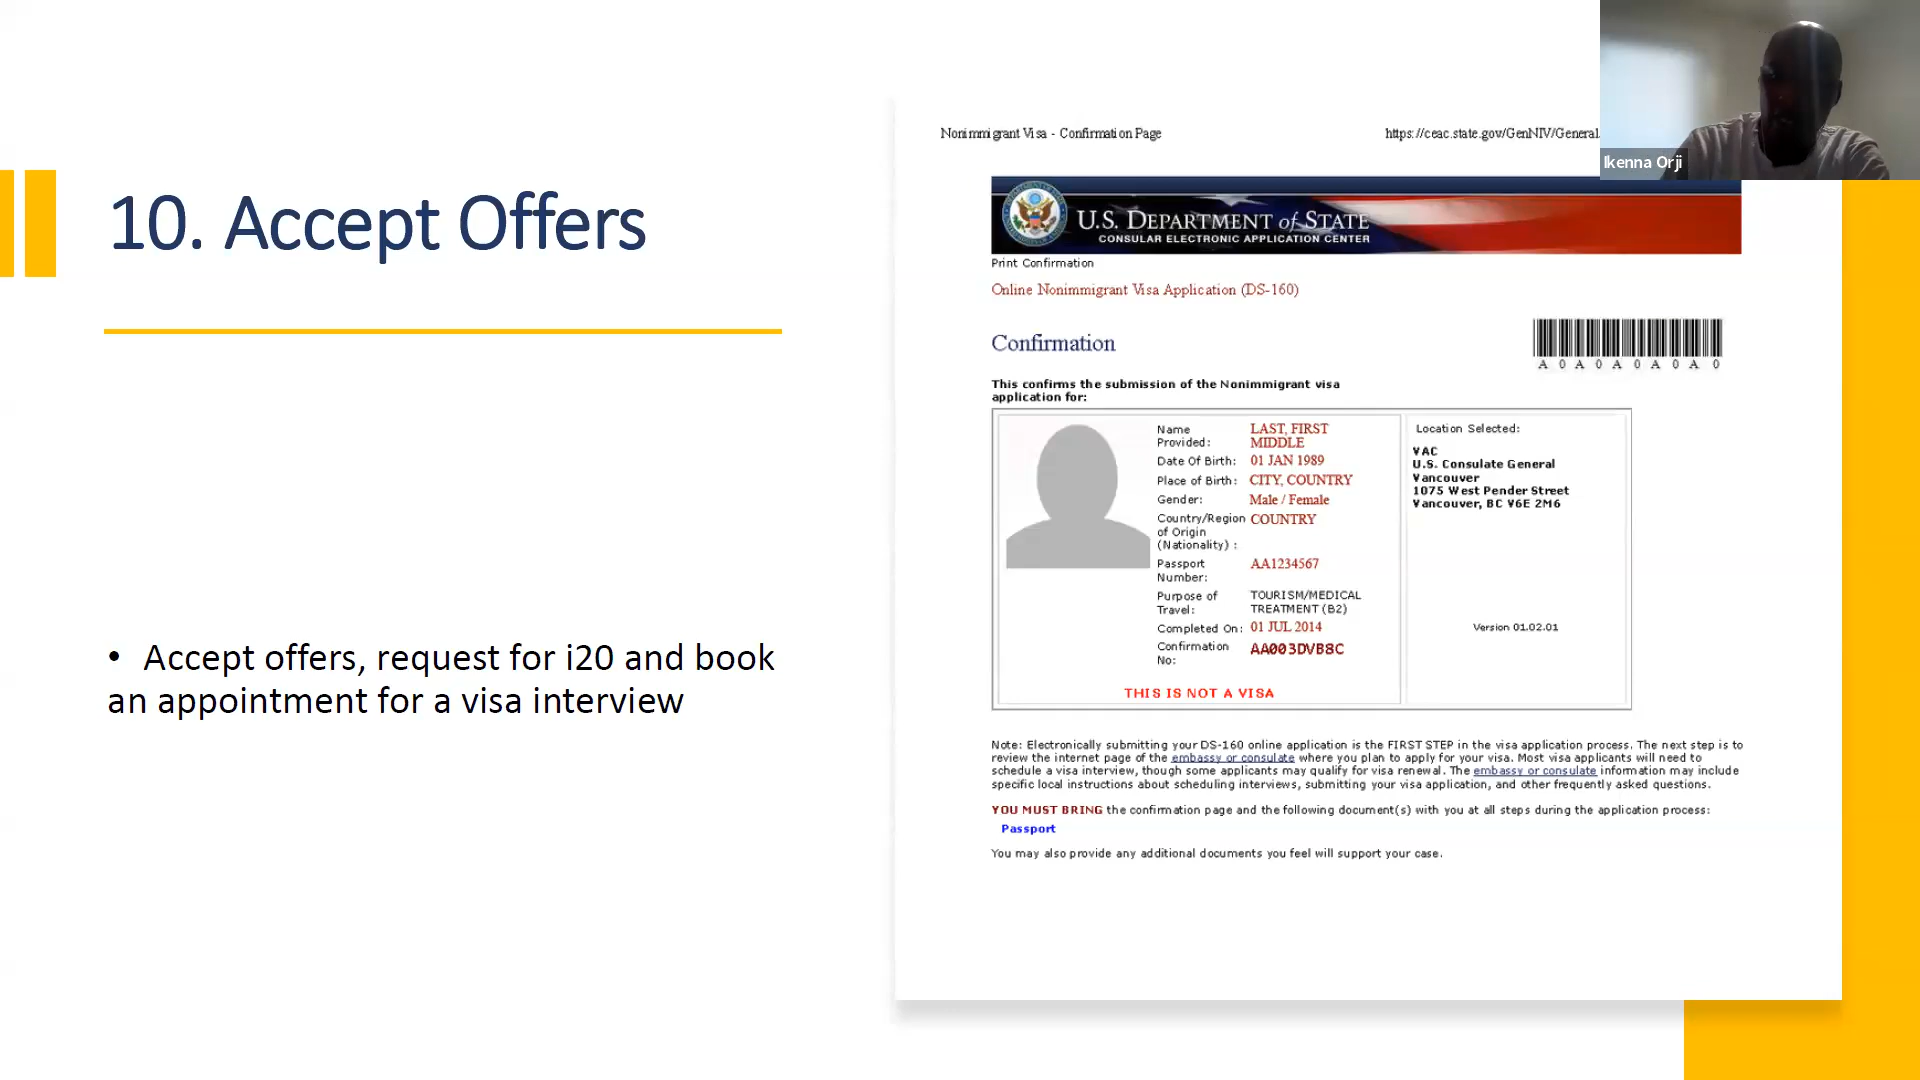 10. Accept Offers
• Accept offers, request for i20 and book
an appointment for a visa interview
Nonimmigrant Visa - Confirmation Page
https://ceac.state.gov/GenNIV/General.
Ikenna Orji
U.S. DEPARTMENT of STATE
CONSULAR ELECTRONIC APPLICATION CENTER
Print Confirmation
Online Nonimmigrant Visa Application (DS-160)
Confirmation
A 0 A 0 A 0 A 0 A 0
This confirms the submission of the Nonimmigrant visa
application for:
Name
Provided:
LAST, FIRST
MIDDLE
Date Of Birth: 01 JAN 1989
Place of Birth: CITY, COUNTRY
Gender: Male / Female
Country/Region
of Origin
(Nationality) :
COUNTRY
Passport
Number:
AA1234567
Purpose of
Travel:
TOURISM/MEDICAL
TREATMENT (B2)
Completed On: 01 JUL 2014
Confirmation
No:
AA003DVB8C
THIS IS NOT A VISA
Location Selected:
VAC
U.S. Consulate General
Vancouver
1075 West Pender Street
Vancouver, BC V6E 2M6
Version 01.02.01
Note: Electronically submitting your DS-160 online application is the FIRST STEP in the visa application process. The next step is to
review the internet page of the embassy or consulate where you plan to apply for your visa. Most visa applicants will need to
schedule a visa interview, though some applicants may qualify for visa renewal. The embassy or consulate information may include
specific local instructions about scheduling interviews, submitting your visa application, and other frequently asked questions.
YOU MUST BRING the confirmation page and the following document(s) with you at all steps during the application process:
Passport
You may also provide any additional documents you feel will support your case.